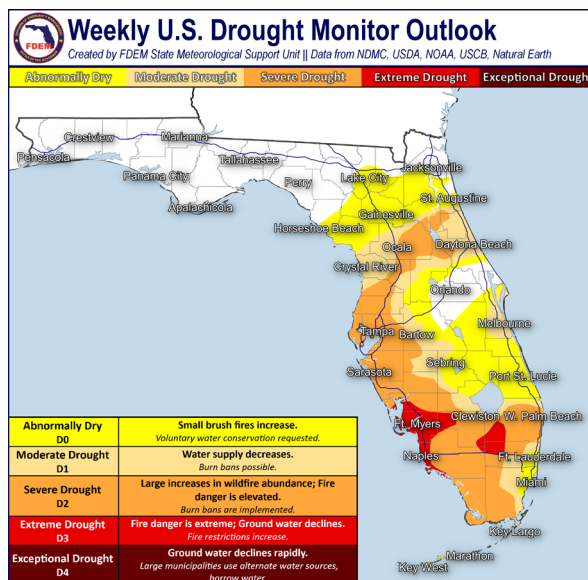 FDEM
Weekly U.S. Drought Monitor Outlook
Created by FDEM State Meteorological Support Unit || Data from NDMC, USDA, NOAA, USCB, Natural Earth
Abnormally Dry Moderate Drought Severe Drought Extreme Drought Exceptional Drough
Crestview
Marianna
Pensacola
Tallahassee
Jacksonville
Panama City
Perry
Lake City
Apalachicola
St. Augustine
Gainesville
Horseshoe Beach
Ocala
Daytona Beach
Crystal River
Orlando
Tampa
Bartow
Melbourne
Sarasota
Sebring
Port St. Lucie
Clewiston W. Palm Beach
Ft. Myers
Naples
Ft. Lauderdale
Miami
Key Largo
Marathon
Key West
Abnormally Dry
D0
Small brush fires increase.
Voluntary water conservation requested.
Moderate Drought
D1
Water supply decreases.
Burn bans possible.
Severe Drought
D2
Large increases in wildfire abundance; Fire
danger is elevated.
Burn bans are implemented.
Extreme Drought
D3
Fire danger is extreme; Ground water declines.
Fire restrictions increase.
Exceptional Drought
D4
Ground water declines rapidly.
Large municipalities use alternate water sources,
borrow water.